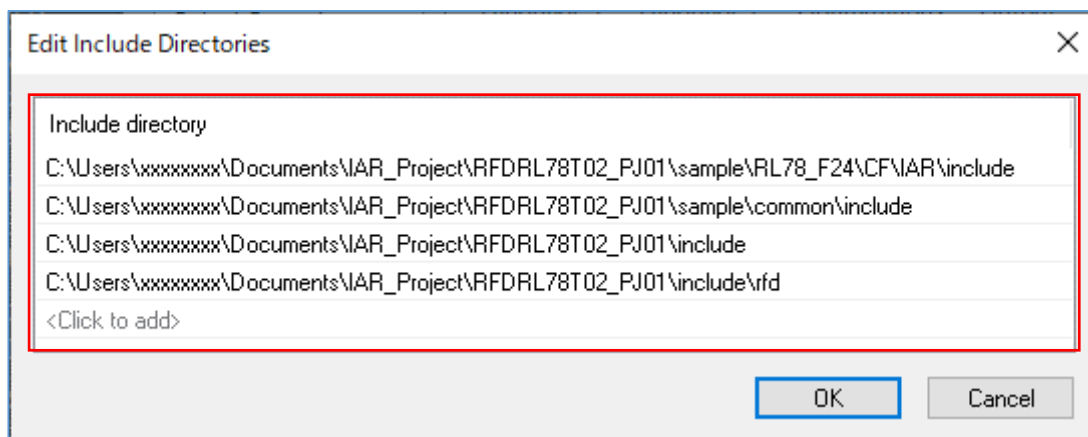 Edit Include Directories
Include directory
C:\Users\xxxxxxxx\Documents\IAR_Project\RFDRL78T02_PJ01\sample\RL78_F24\CF\IAR\include
C:\Users\xxxxxxxx\Documents\IAR_Project\RFDRL78T02_PJ01\sample\common\include
C:\Users\xxxxxxxx\Documents\IAR_Project\RFDRL78T02_PJ01\include
C:\Users\xxxxxxxx\Documents\IAR_Project\RFDRL78T02_PJ01\include\rfd
<Click to add>
OK Cancel